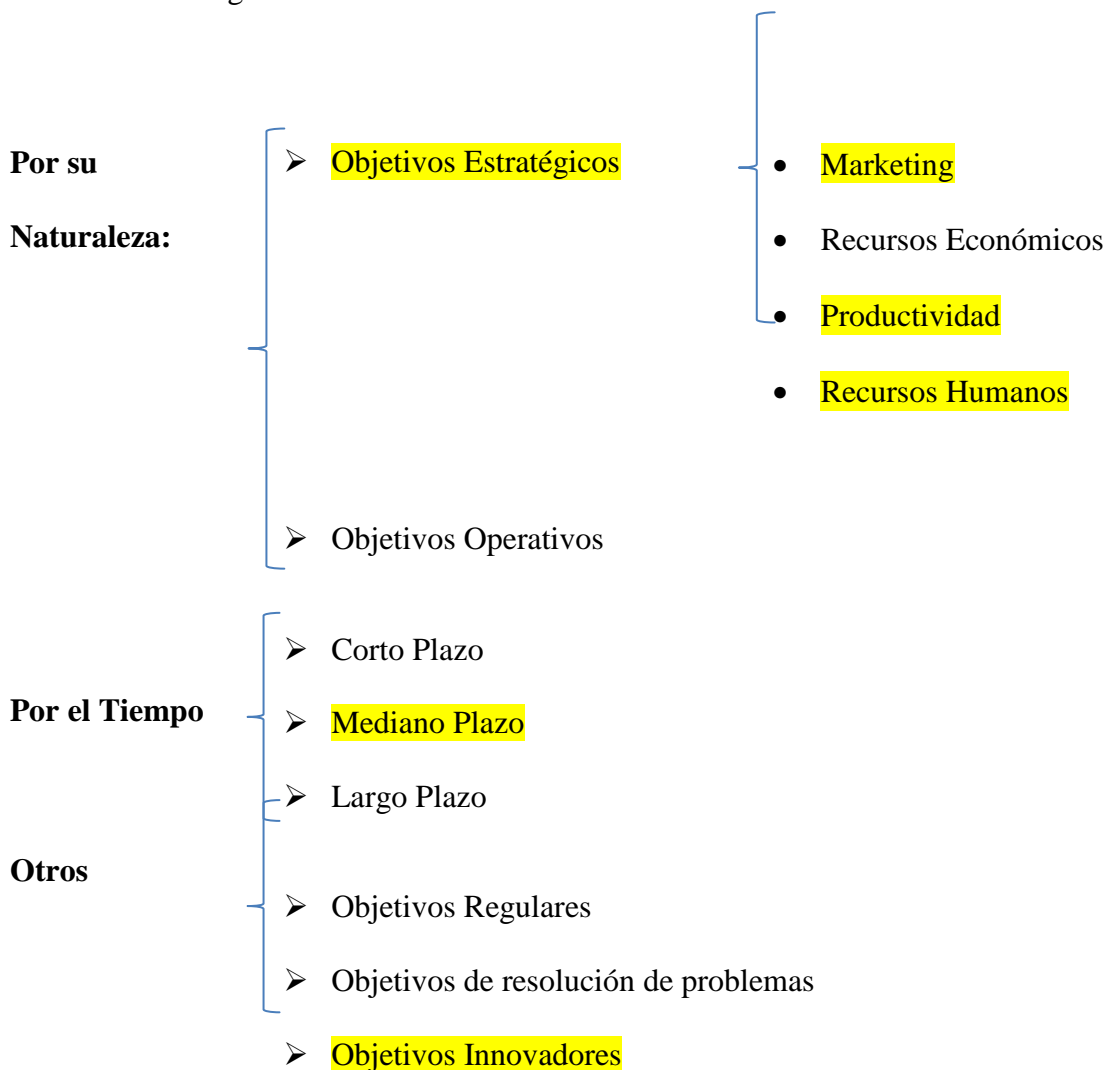 Por su
➢ Objetivos Estratégicos
• Marketing
Naturaleza:
• Recursos Económicos
• Productividad
• Recursos Humanos
➢ Objetivos Operativos
➢ Corto Plazo
Por el Tiempo
➢ Mediano Plazo
➢ Largo Plazo
Otros
➢ Objetivos Regulares
➢ Objetivos de resolución de problemas
➢ Objetivos Innovadores